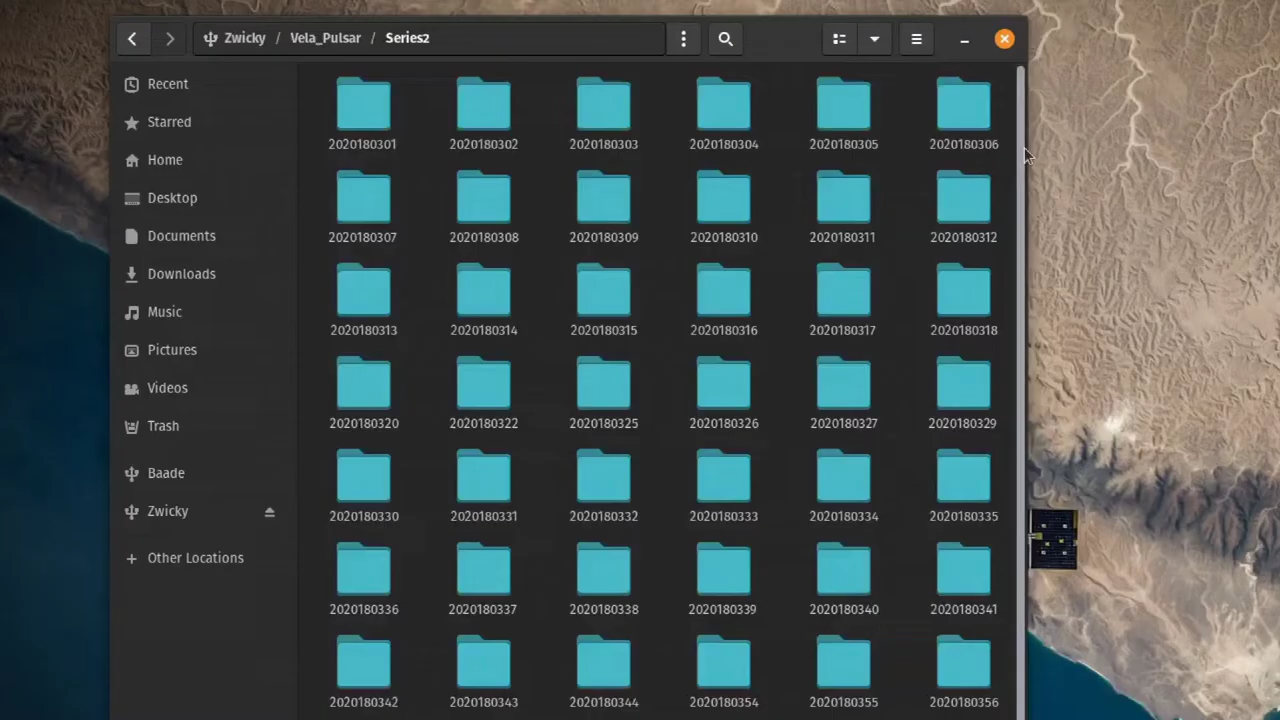 Zwicky / Vela_Pulsar / Series2
Recent
Starred
Home
Desktop
Documents
Downloads
Music
Pictures
Videos
Trash
Baade
Zwicky
Other Locations
2020180301 2020180302 2020180303 2020180304 2020180305 2020180306
2020180307 2020180308 2020180309 2020180310 2020180311 2020180312
2020180313 2020180314 2020180315 2020180316 2020180317 2020180318
2020180320 2020180322 2020180325 2020180326 2020180327 2020180329
2020180330 2020180331 2020180332 2020180333 2020180334 2020180335
2020180336 2020180337 2020180338 2020180339 2020180340 2020180341
2020180342 2020180343 2020180344 2020180354 2020180355 2020180356